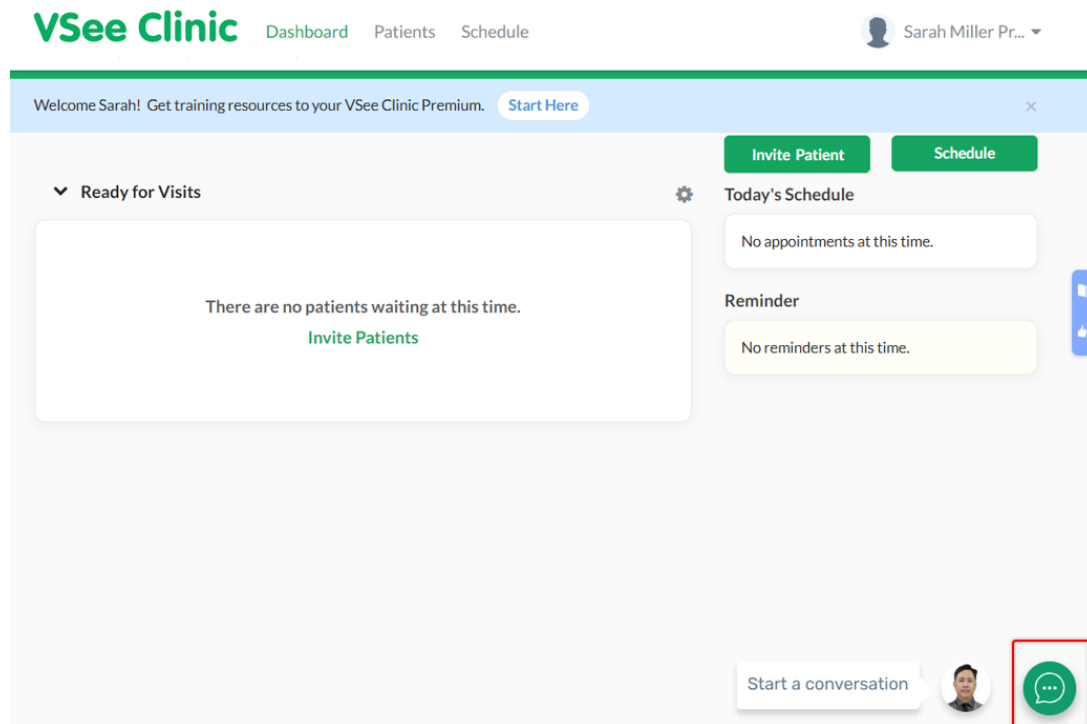 VSee Clinic Dashboard Patients Schedule Sarah Miller Pr...
Welcome Sarah! Get training resources to your VSee Clinic Premium. Start Here ×
Invite Patient Schedule
Ready for Visits
Today's Schedule
No appointments at this time.
There are no patients waiting at this time.
Invite Patients
Reminder
No reminders at this time.
Start a conversation